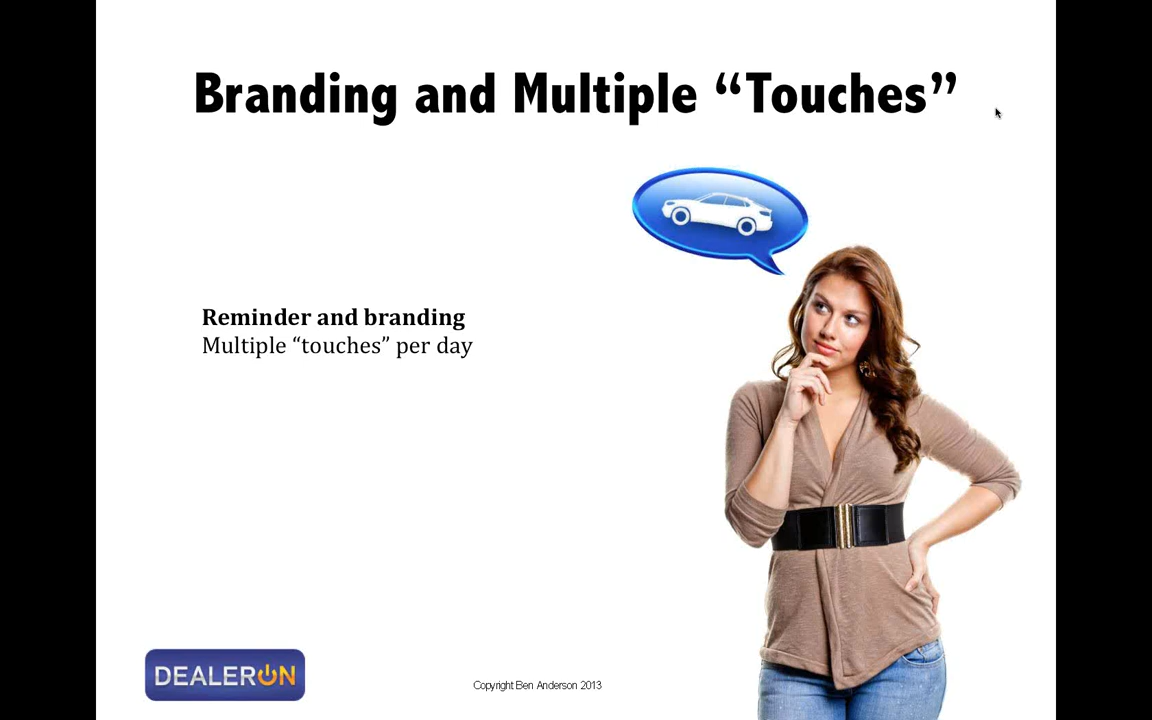 Branding and Multiple “Touches”
Reminder and branding
Multiple “touches” per day
DEALERON
Copyright Ben Anderson 2013